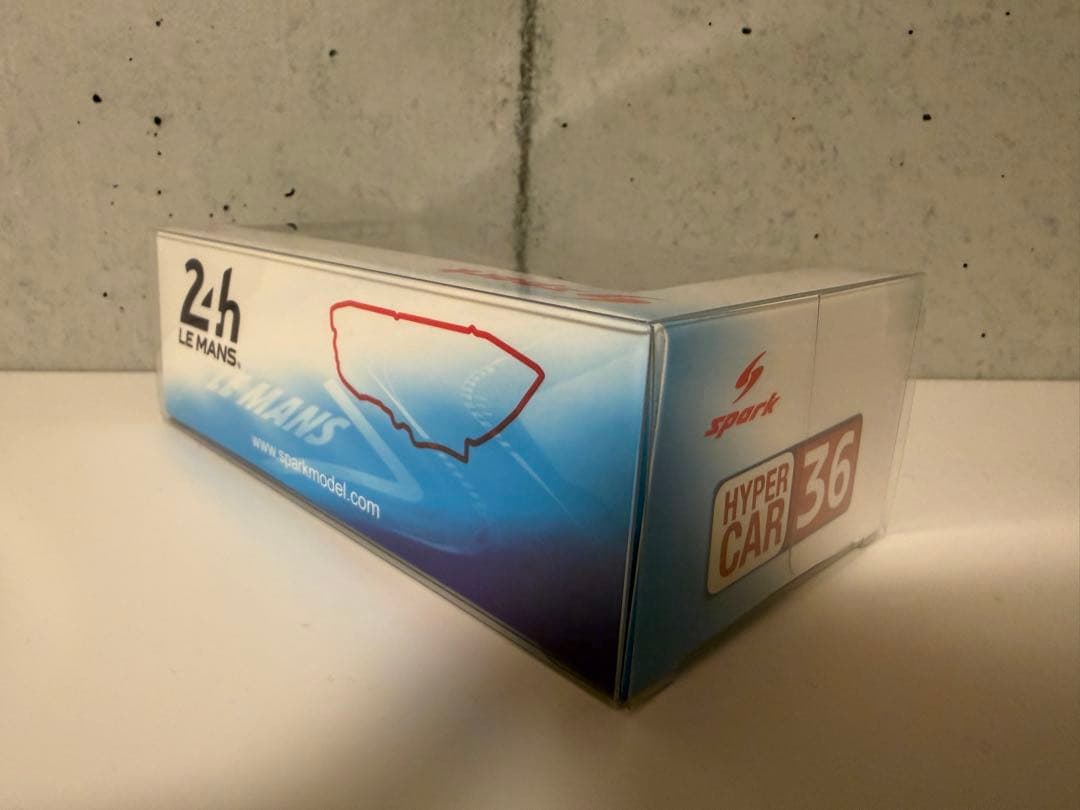 24h
LE MANS
LE MANS
www.sparkmodel.com
spark
HYPER
CAR
36